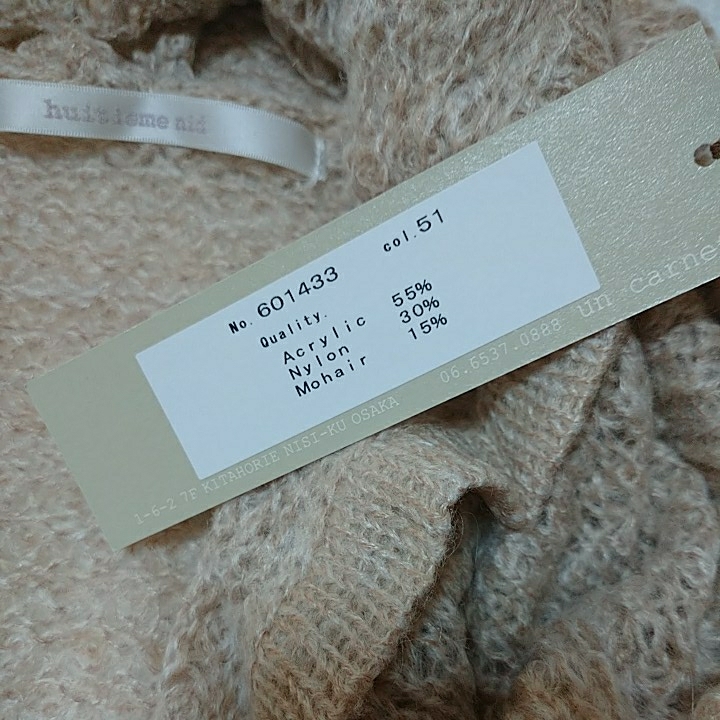 huitieme nid
No. 601433 col.51
Quality.
Acrylic 55%
Nylon 30%
Mohair 15%
1-6-2 7F KITAHORIE NISI-KU OSAKA 06.6537.0888 un carne